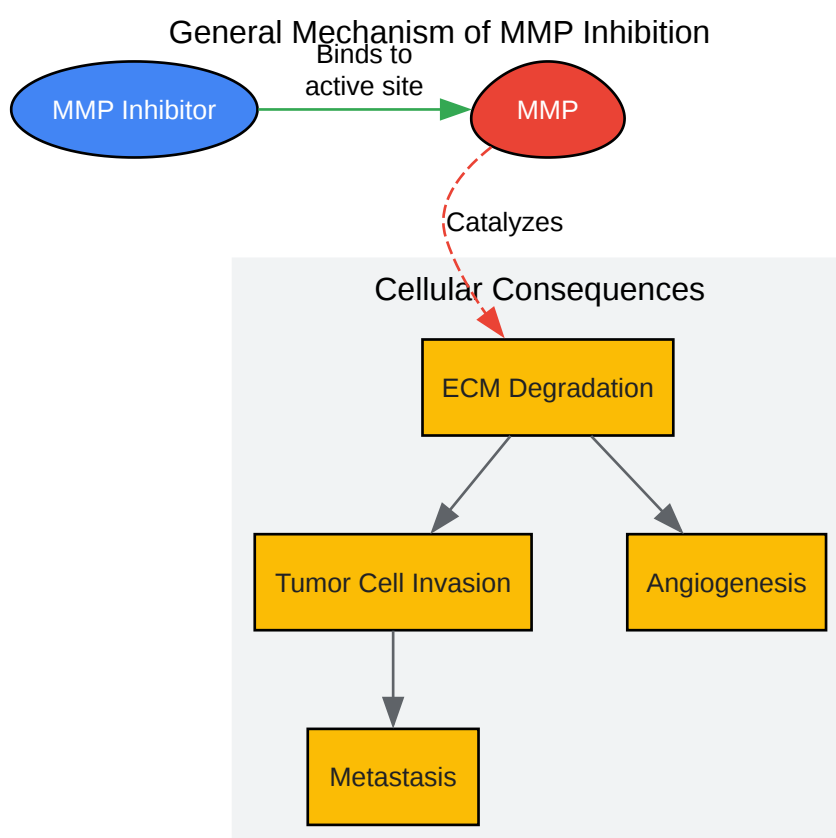 General Mechanism of MMP Inhibition
Binds to
active site
MMP Inhibitor
MMP
Catalyzes
Cellular Consequences
ECM Degradation
Tumor Cell Invasion
Angiogenesis
Metastasis